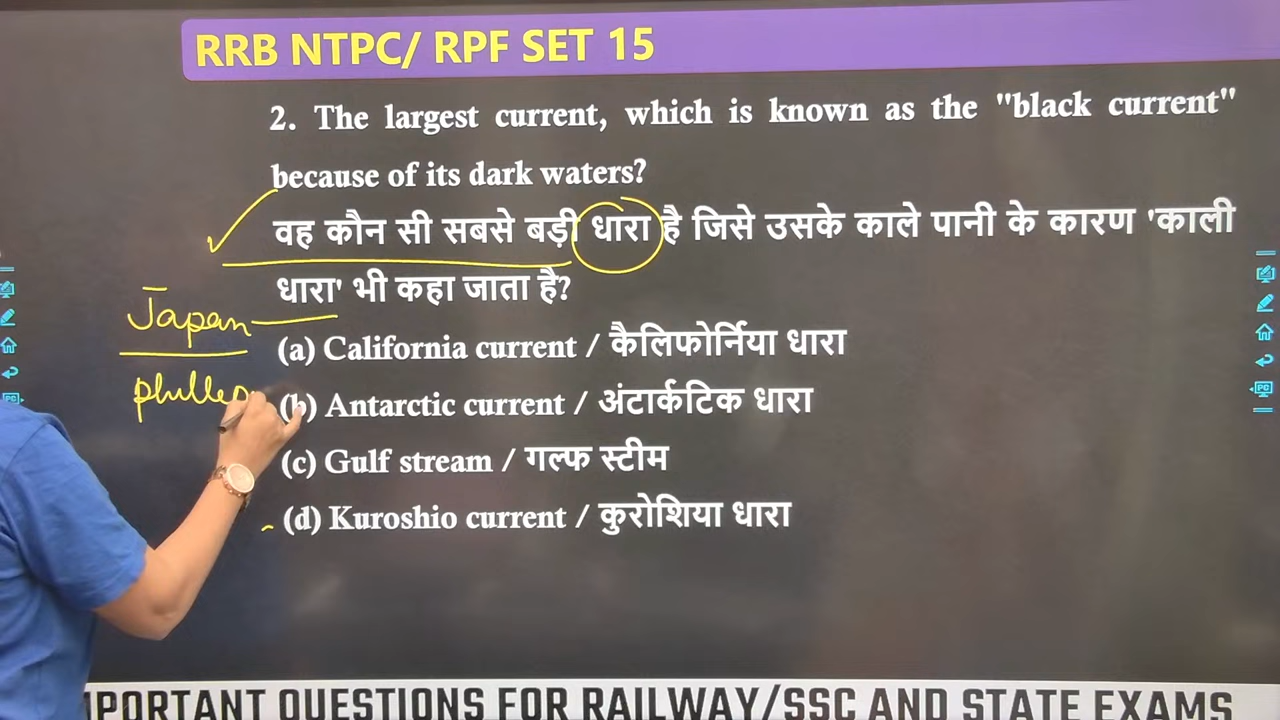 RRB NTPC/ RPF SET 15
2. The largest current, which is known as the "black current"
because of its dark waters?
वह कौन सी सबसे बड़ी धारा है जिसे उसके काले पानी के कारण 'काली
धारा' भी कहा जाता है?
Japan
(a) California current / कैलिफोर्निया धारा
(b) Antarctic current / अंटार्कटिक धारा
(c) Gulf stream / गल्फ स्टीम
(d) Kuroshio current / कुरोशिया धारा
PORTANT QUESTIONS FOR RAILWAY/SSC AND STATE EXAMS